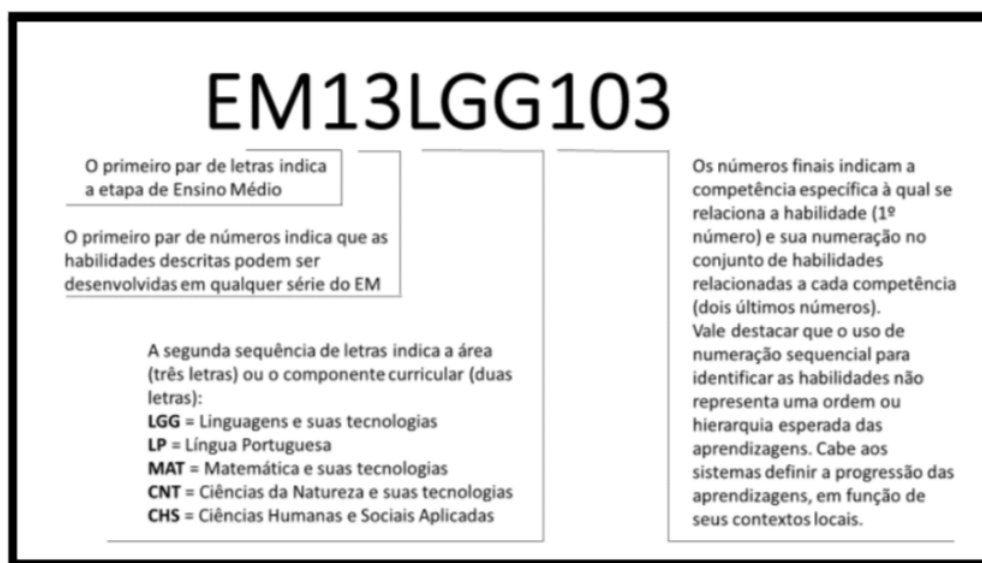 EM13LGG103
O primeiro par de letras indica
a etapa de Ensino Médio
O primeiro par de números indica que as
habilidades descritas podem ser
desenvolvidas em qualquer série do EM
A segunda sequência de letras indica a área
(três letras) ou o componente curricular (duas
letras):
LGG = Linguagens e suas tecnologias
LP = Língua Portuguesa
MAT = Matemática e suas tecnologias
CNT = Ciências da Natureza e suas tecnologias
CHS = Ciências Humanas e Sociais Aplicadas
Os números finais indicam a
competência específica à qual se
relaciona a habilidade (1º
número) e sua numeração no
conjunto de habilidades
relacionadas a cada competência
(dois últimos números).
Vale destacar que o uso de
numeração sequencial para
identificar as habilidades não
representa uma ordem ou
hierarquia esperada das
aprendizagens. Cabe aos
sistemas definir a progressão das
aprendizagens, em função de
seus contextos locais.